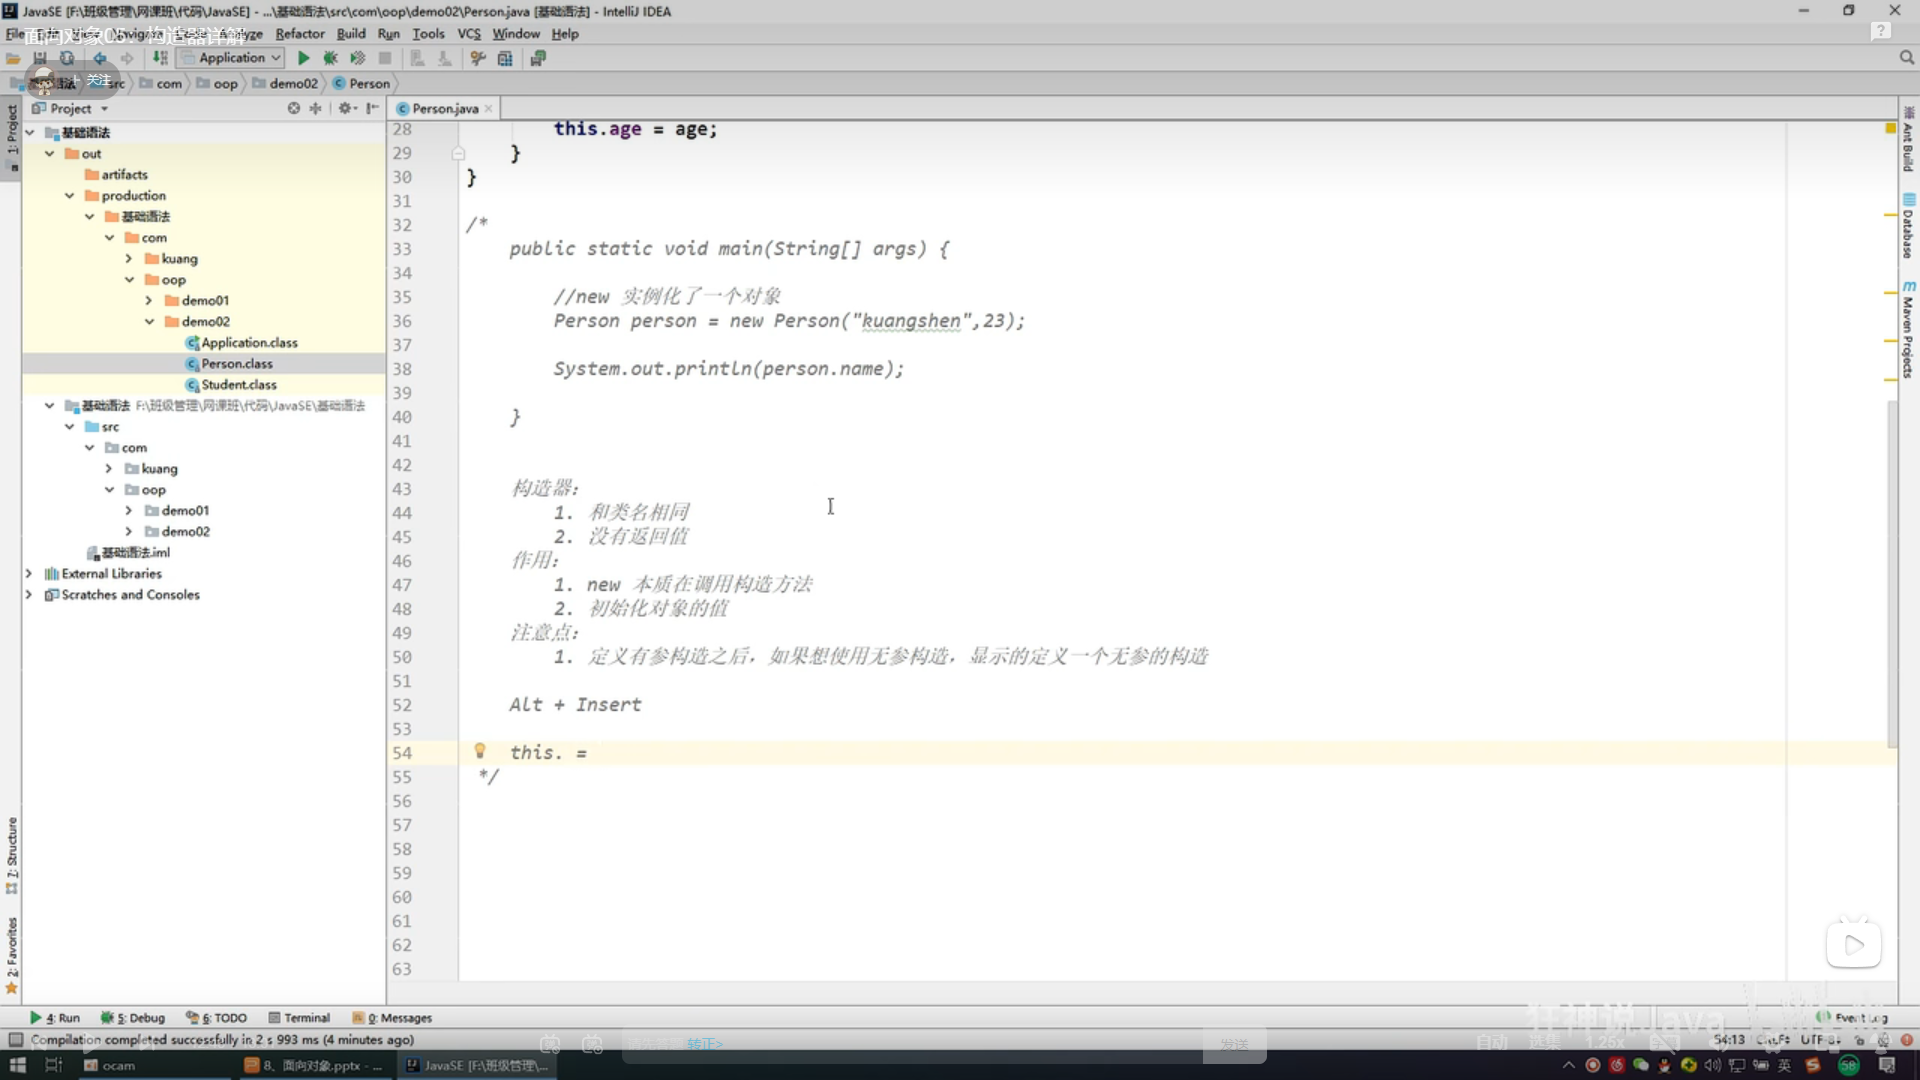 JavaSE [F:\班级管理\网课班\代码\JavaSE] - ...\基础语法\src\com\oop\demo02\Person.java [基础语法] - IntelliJ IDEA
Refactor Build Run Tools VCS Window Help
Application
关注
src com oop demo02 Person
Project
Person.java
1: Project
基础语法
out
artifacts
production
基础语法
com
kuang
oop
demo01
demo02
Application.class
Person.class
Student.class
基础语法 F:\班级管理\网课班\代码\JavaSE\基础语法
src
com
kuang
oop
demo01
demo02
基础语法.iml
External Libraries
Scratches and Consoles
7: Structure
2: Favorites
28 this.age = age;
29 }
30 }
31
32 /*
33 public static void main(String[] args) {
34
35 //new 实例化了一个对象
36 Person person = new Person("kuangshen",23);
37
38 System.out.println(person.name);
39
40 }
41
42
43 构造器:
44 1. 和类名相同
45 2. 没有返回值
46 作用:
47 1. new 本质在调用构造方法
48 2. 初始化对象的值
49 注意点:
50 1. 定义有参构造之后，如果想使用无参构造，显示的定义一个无参的构造
51
52 Alt + Insert
53
54 this. =
55 */
56
57
58
59
60
61
62
63
Ant Build
Database
Maven Projects
4: Run 5: Debug 6: TODO Terminal 0: Messages
Event Log
狂神说Java
Compilation completed successfully in 2 s 993 ms (4 minutes ago)
转正>
发送
自动 选集 1.25x
54:13 CRLF UTF-8
ocam
8、面向对象.pptx - ...
JavaSE [F:\班级管理\...
英
58